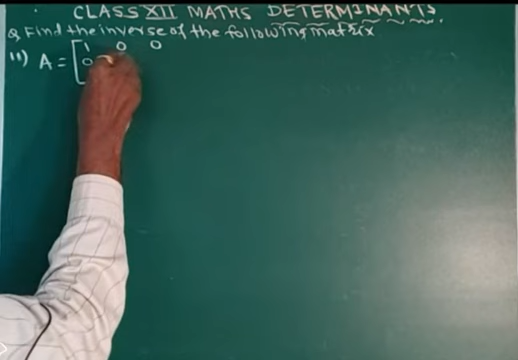 CLASS XII MATHS DETERMINANTS
Q Find the inverse of the following matrix
11) A = [ 1 0 0
0